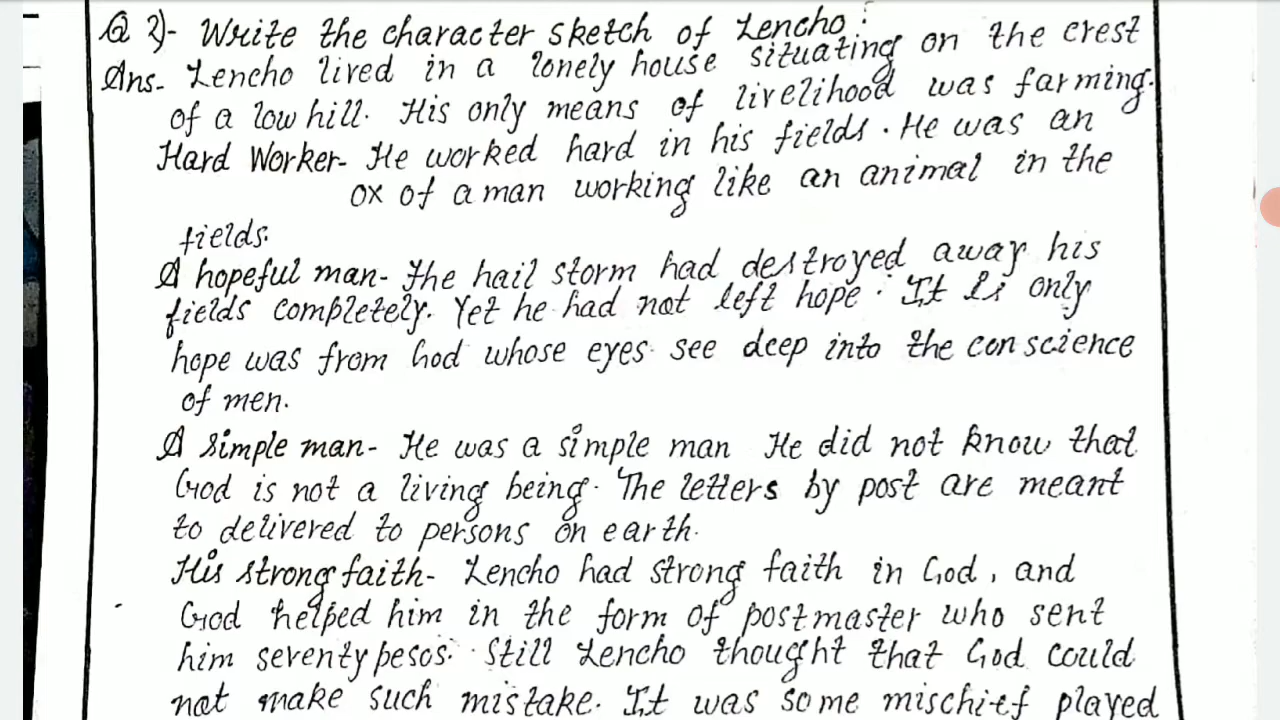 Q 2)- Write the character sketch of Lencho :
Ans- Lencho lived in a lonely house situating on the crest
of a low hill. His only means of livelihood was farming.
Hard Worker- He worked hard in his fields. He was an
ox of a man working like an animal in the
fields.
A hopeful man- The hail storm had destroyed away his
fields completely. Yet he had not left hope. It is only
hope was from God whose eyes see deep into the conscience
of men.
A simple man- He was a simple man He did not know that
God is not a living being. The letters by post are meant
to delivered to persons on earth.
His strong faith- Lencho had strong faith in God, and
God helped him in the form of postmaster who sent
him seventy pesos. Still Lencho thought that God could
not make such mistake. It was some mischief played